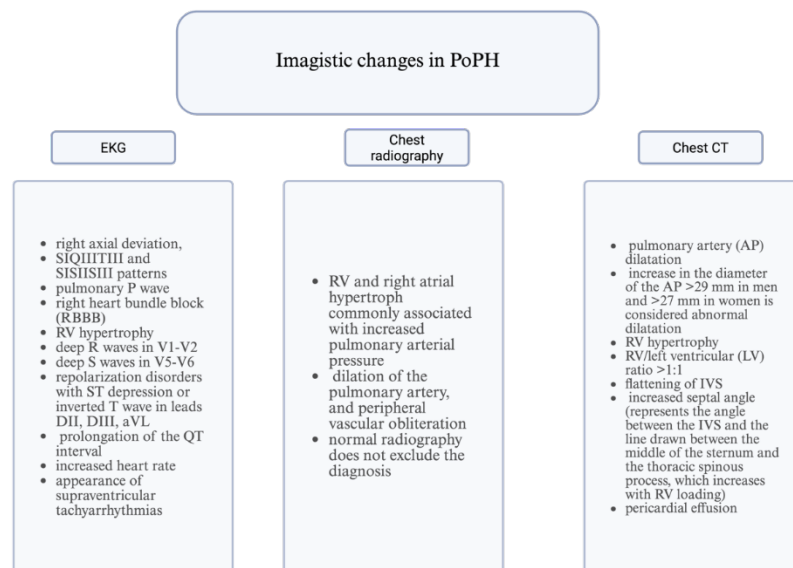 Imagistic changes in PoPH
EKG
• right axial deviation,
• SIQIIITIII and
SISIISIII patterns
• pulmonary P wave
• right heart bundle block
(RBBB)
• RV hypertrophy
• deep R waves in V1-V2
• deep S waves in V5-V6
• repolarization disorders
with ST depression or
inverted T wave in leads
DII, DIII, aVL
• prolongation of the QT
interval
• increased heart rate
• appearance of
supraventricular
tachyarrhythmias
Chest
radiography
• RV and right atrial
hypertroph
commonly associated
with increased
pulmonary arterial
pressure
• dilation of the
pulmonary artery,
and peripheral
vascular obliteration
• normal radiography
does not exclude the
diagnosis
Chest CT
• pulmonary artery (AP)
dilatation
• increase in the diameter
of the AP >29 mm in men
and >27 mm in women is
considered abnormal
dilatation
• RV hypertrophy
• RV/left ventricular (LV)
ratio >1:1
• flattening of IVS
• increased septal angle
(represents the angle
between the IVS and the
line drawn between the
middle of the sternum and
the thoracic spinous
process, which increases
with RV loading)
• pericardial effusion